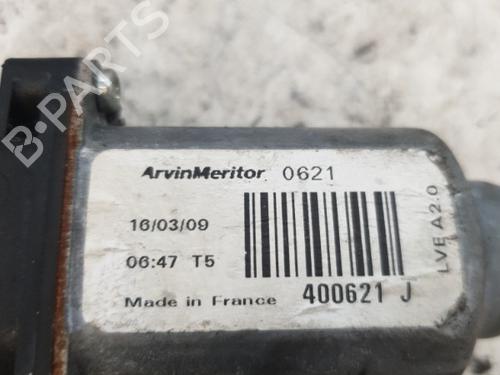 B-PARTS
ArvinMeritor 0621
16/03/09
06:47 T5
Made in France 400621 J
LVE A2.0